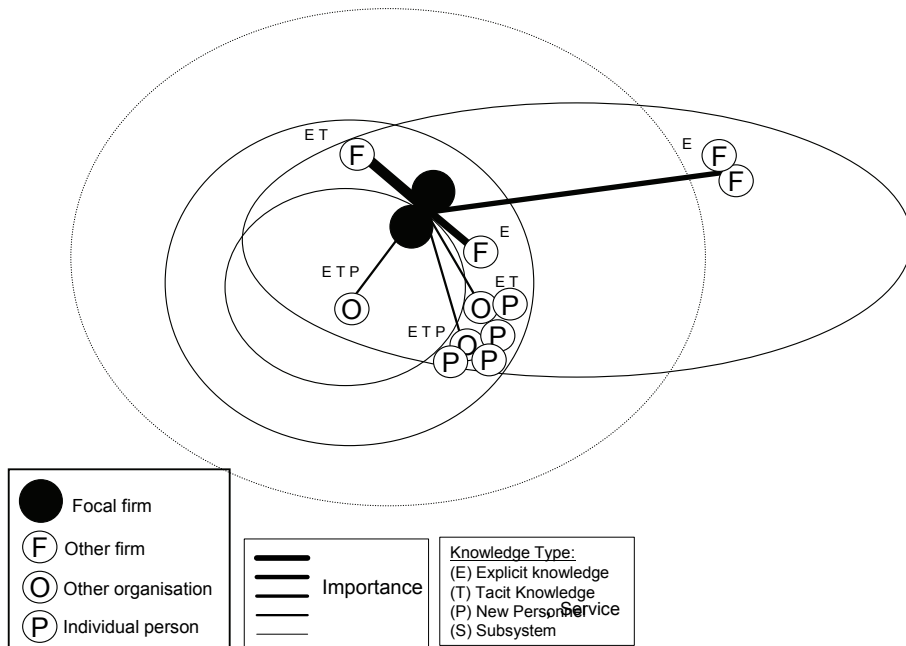 E T
E
F
F
F
F
E
E T P
E T
O
O
P
E T P
P
O
P
P
Focal firm
F Other firm
O Other organisation
P Individual person
Importance
Knowledge Type:
(E) Explicit knowledge
(T) Tacit Knowledge
(P) New Personnel
, Service
(S) Subsystem